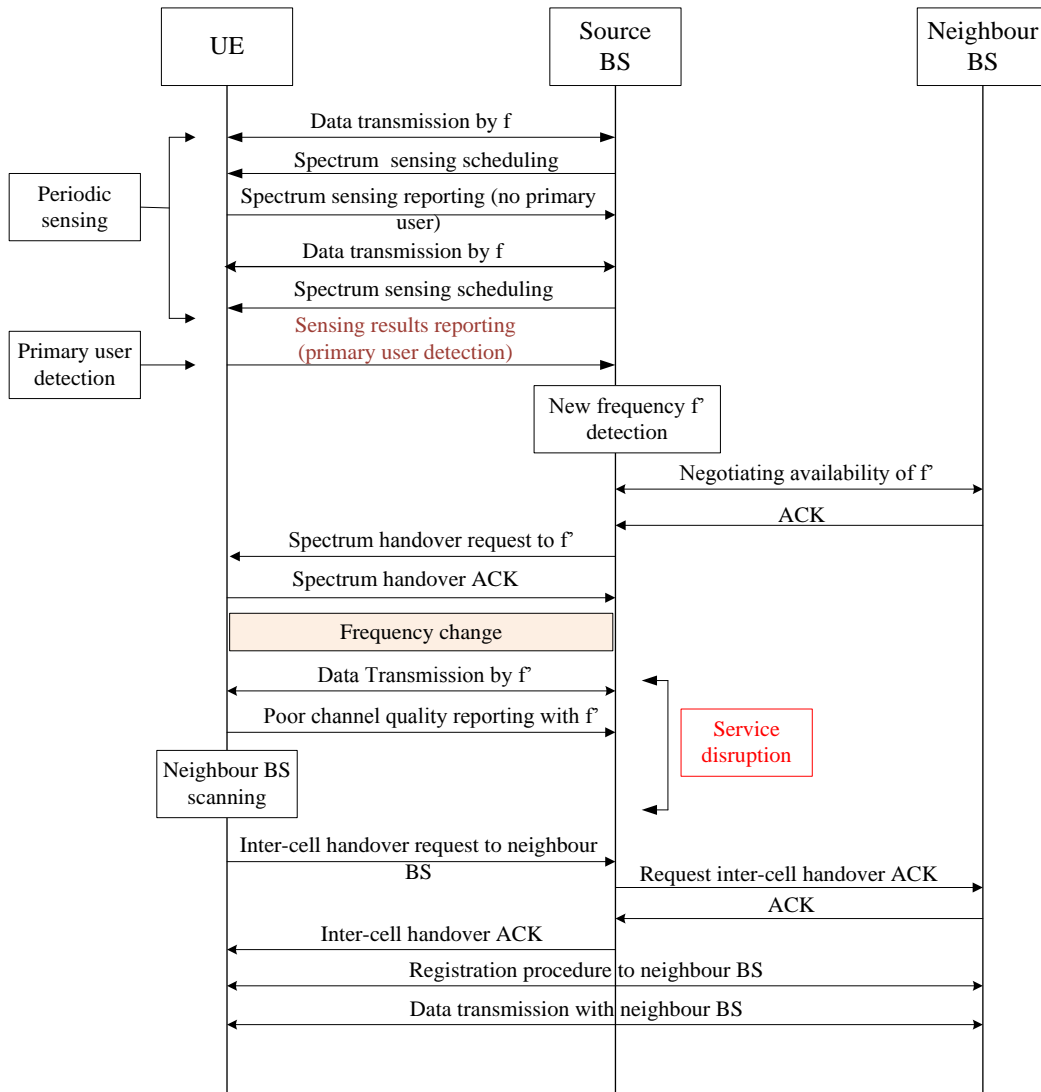 UE
Source
BS
Neighbour
BS
Data transmission by f
Spectrum sensing scheduling
Periodic
sensing
Spectrum sensing reporting (no primary
user)
Data transmission by f
Spectrum sensing scheduling
Sensing results reporting
(primary user detection)
Primary user
detection
New frequency f’
detection
Negotiating availability of f’
ACK
Spectrum handover request to f’
Spectrum handover ACK
Frequency change
Data Transmission by f’
Poor channel quality reporting with f’
Service
disruption
Neighbour BS
scanning
Inter-cell handover request to neighbour
BS
Request inter-cell handover ACK
ACK
Inter-cell handover ACK
Registration procedure to neighbour BS
Data transmission with neighbour BS